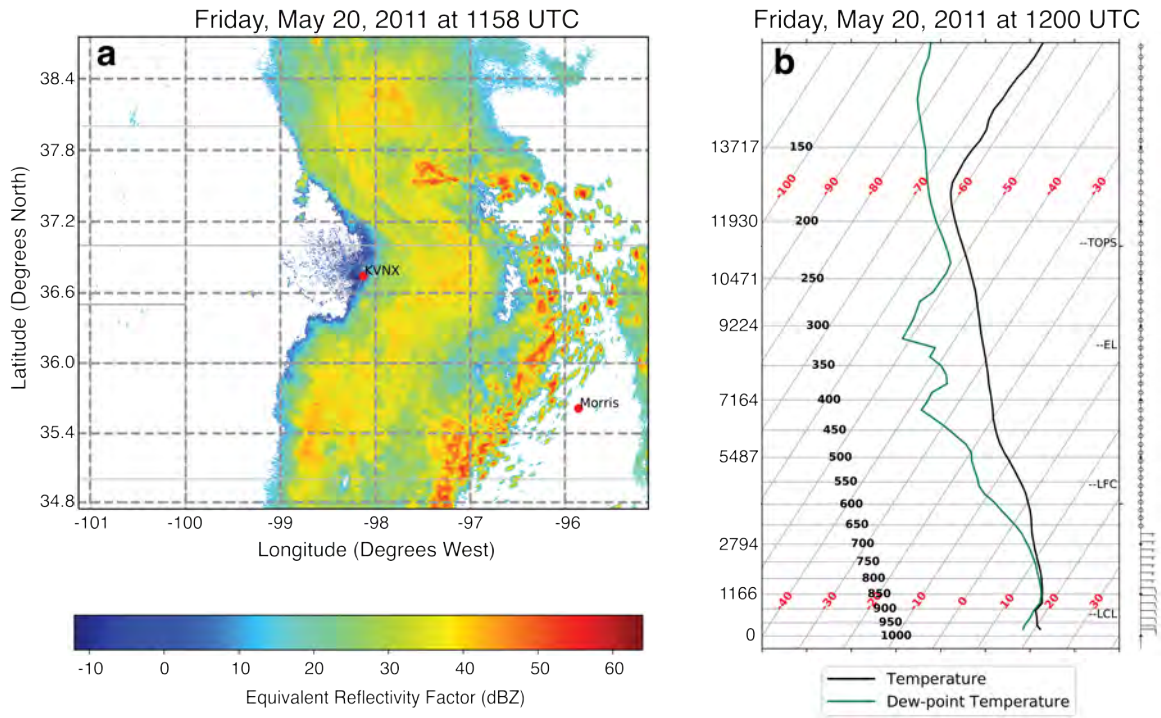 Friday, May 20, 2011 at 1158 UTC
a
38.4
37.8
37.2
36.6
36.0
35.4
34.8
Latitude (Degrees North)
KVNX
Morris
-101 -100 -99 -98 -97 -96
Longitude (Degrees West)
-10 0 10 20 30 40 50 60
Equivalent Reflectivity Factor (dBZ)
Friday, May 20, 2011 at 1200 UTC
b
13717 150
-100 -90 -80 -70 -60 -50 -40 -30
11930 200
--TOPS
10471 250
9224 300
--EL
350
7164 400
450
5487 500
550 --LFC
600
650
2794 700
750
800
1166 850
-40 -30 -20 -10 0 10 20 30
900 --LCL
950
0 1000
Temperature
Dew-point Temperature